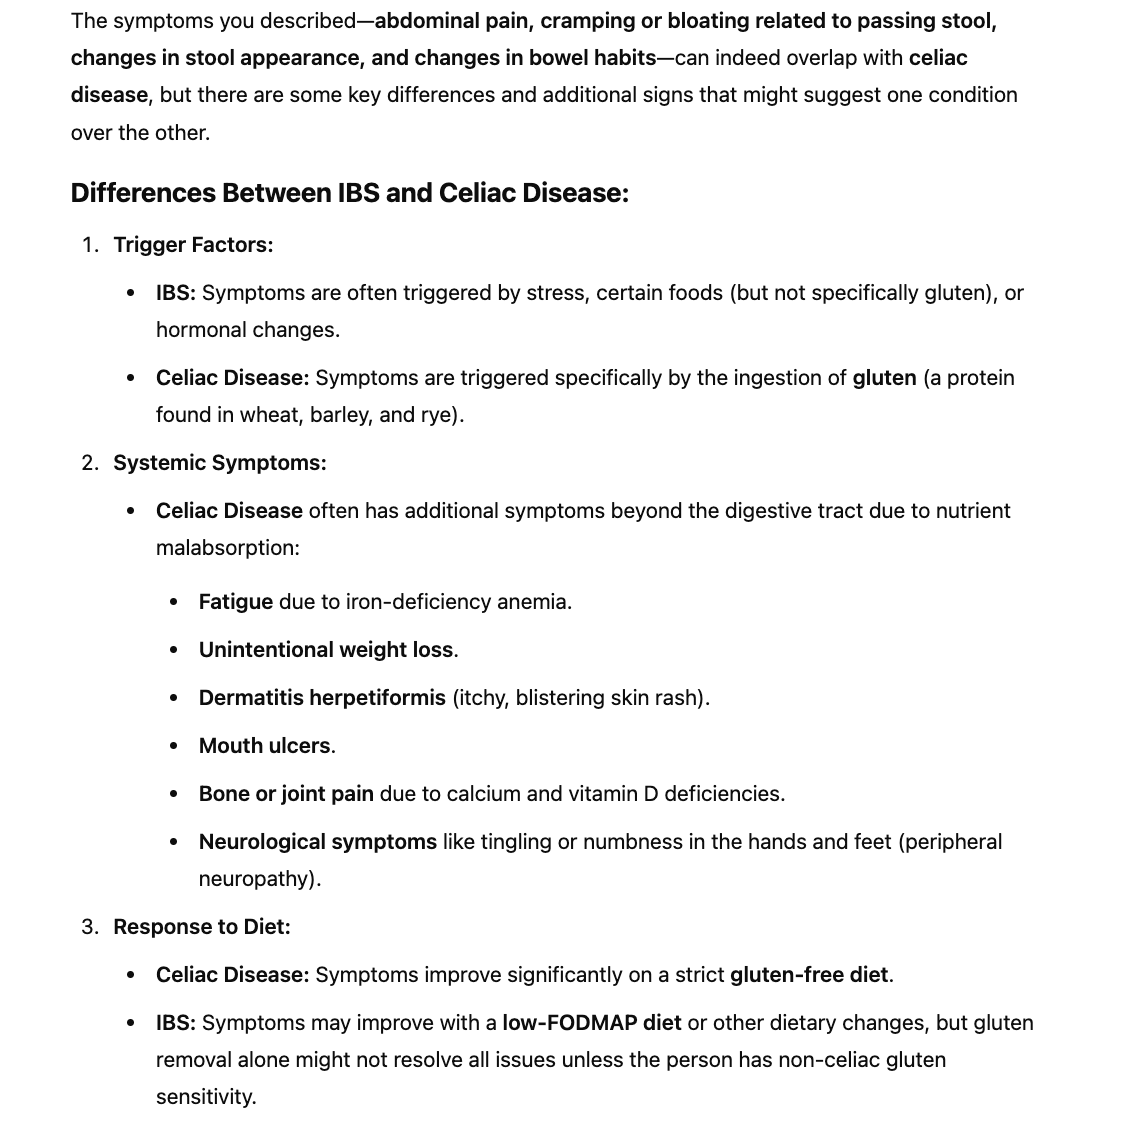 The symptoms you described—abdominal pain, cramping or bloating related to passing stool,
changes in stool appearance, and changes in bowel habits—can indeed overlap with celiac
disease, but there are some key differences and additional signs that might suggest one condition
over the other.
Differences Between IBS and Celiac Disease:
1. Trigger Factors:
• IBS: Symptoms are often triggered by stress, certain foods (but not specifically gluten), or
hormonal changes.
• Celiac Disease: Symptoms are triggered specifically by the ingestion of gluten (a protein
found in wheat, barley, and rye).
2. Systemic Symptoms:
• Celiac Disease often has additional symptoms beyond the digestive tract due to nutrient
malabsorption:
• Fatigue due to iron-deficiency anemia.
• Unintentional weight loss.
• Dermatitis herpetiformis (itchy, blistering skin rash).
• Mouth ulcers.
• Bone or joint pain due to calcium and vitamin D deficiencies.
• Neurological symptoms like tingling or numbness in the hands and feet (peripheral
neuropathy).
3. Response to Diet:
• Celiac Disease: Symptoms improve significantly on a strict gluten-free diet.
• IBS: Symptoms may improve with a low-FODMAP diet or other dietary changes, but gluten
removal alone might not resolve all issues unless the person has non-celiac gluten
sensitivity.